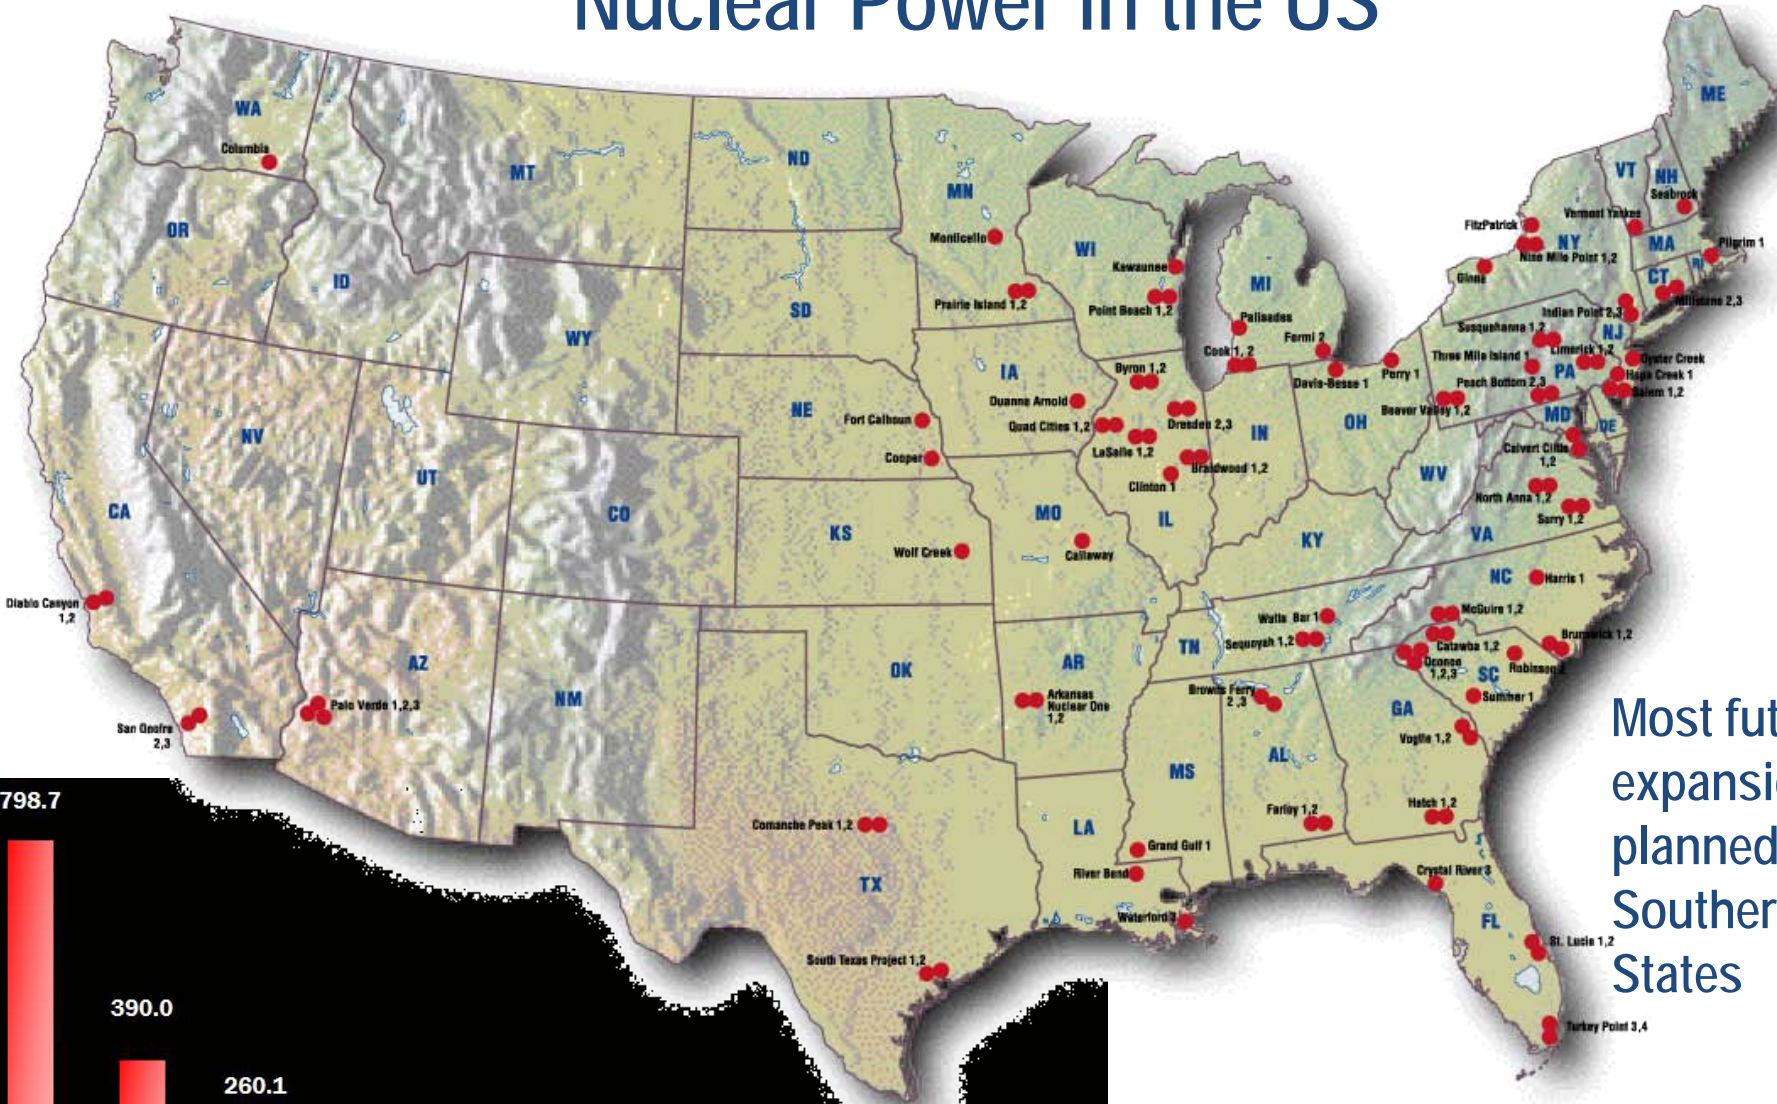 Nuclear Power in the US
WA
Columbia
MT
ND
MN
ME
VT
NH
Seabrook
OR
ID
Monticello
WI
Kewaunee
MI
FitzPatrick
Vermont Yankee
NY
Nine Mile Point 1,2
MA
Pilgrim 1
Ginna
CT
RI
Millstone 2,3
SD
Prairie Island 1,2
Point Beach 1,2
Palisades
Fermi 2
Indian Point 2,3
Susquehanna 1,2
NJ
WY
Cook 1, 2
Three Mile Island 1
Limerick 1,2
Oyster Creek
IA
Byron 1,2
Davis-Besse 1
Perry 1
PA
Hope Creek 1
Peach Bottom 2,3
Salem 1,2
NE
Duanne Arnold
Beaver Valley 1,2
MD
DE
Fort Calhoun
Quad Cities 1,2
Dresden 2,3
IN
OH
NV
LaSalle 1,2
Calvert Cliffs
1,2
Cooper
Braidwood 1,2
WV
UT
Clinton 1
North Anna 1,2
CA
CO
MO
IL
Surry 1,2
KS
KY
VA
Wolf Creek
Callaway
NC
Harris 1
Diablo Canyon
1,2
Watts Bar 1
McGuire 1,2
TN
Sequoyah 1,2
Catawba 1,2
Brunswick 1,2
AZ
OK
AR
Oconee
1,2,3
SC
Robinson 2
NM
Arkansas
Nuclear One
1,2
Browns Ferry
2 ,3
Summer 1
Palo Verde 1,2,3
GA
San Onofre
2,3
Vogtle 1,2
MS
AL
Hatch 1,2
Farley 1,2
Comanche Peak 1,2
LA
Grand Gulf 1
River Bend
Crystal River 3
TX
Waterford 3
FL
St. Lucie 1,2
South Texas Project 1,2
Turkey Point 3,4
Most fut
expansi
planned
Souther
States
798.7
390.0
260.1